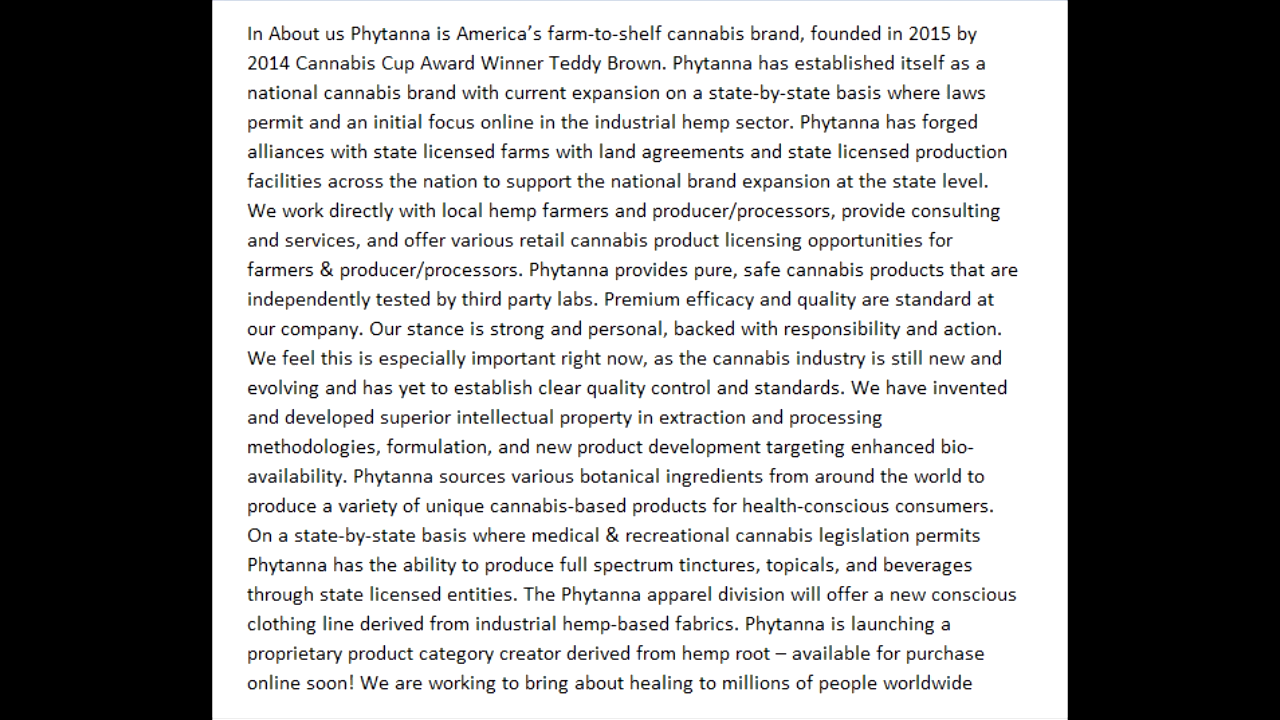 In About us Phytanna is America’s farm-to-shelf cannabis brand, founded in 2015 by
2014 Cannabis Cup Award Winner Teddy Brown. Phytanna has established itself as a
national cannabis brand with current expansion on a state-by-state basis where laws
permit and an initial focus online in the industrial hemp sector. Phytanna has forged
alliances with state licensed farms with land agreements and state licensed production
facilities across the nation to support the national brand expansion at the state level.
We work directly with local hemp farmers and producer/processors, provide consulting
and services, and offer various retail cannabis product licensing opportunities for
farmers & producer/processors. Phytanna provides pure, safe cannabis products that are
independently tested by third party labs. Premium efficacy and quality are standard at
our company. Our stance is strong and personal, backed with responsibility and action.
We feel this is especially important right now, as the cannabis industry is still new and
evolving and has yet to establish clear quality control and standards. We have invented
and developed superior intellectual property in extraction and processing
methodologies, formulation, and new product development targeting enhanced bio-
availability. Phytanna sources various botanical ingredients from around the world to
produce a variety of unique cannabis-based products for health-conscious consumers.
On a state-by-state basis where medical & recreational cannabis legislation permits
Phytanna has the ability to produce full spectrum tinctures, topicals, and beverages
through state licensed entities. The Phytanna apparel division will offer a new conscious
clothing line derived from industrial hemp-based fabrics. Phytanna is launching a
proprietary product category creator derived from hemp root – available for purchase
online soon! We are working to bring about healing to millions of people worldwide